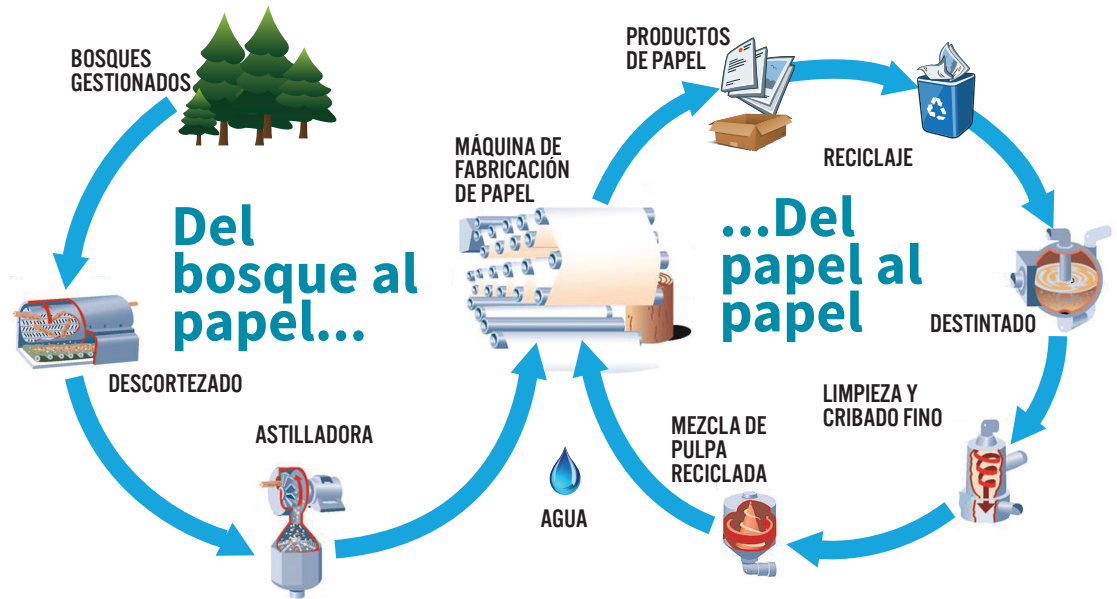 BOSQUES
GESTIONADOS
Del
bosque al
papel...
DESCORTEZADO
ASTILLADORA
MÁQUINA DE
FABRICACIÓN
DE PAPEL
AGUA
PRODUCTOS
DE PAPEL
RECICLAJE
...Del
papel al
papel
DESTINTADO
LIMPIEZA Y
CRIBADO FINO
MEZCLA DE
PULPA
RECICLADA